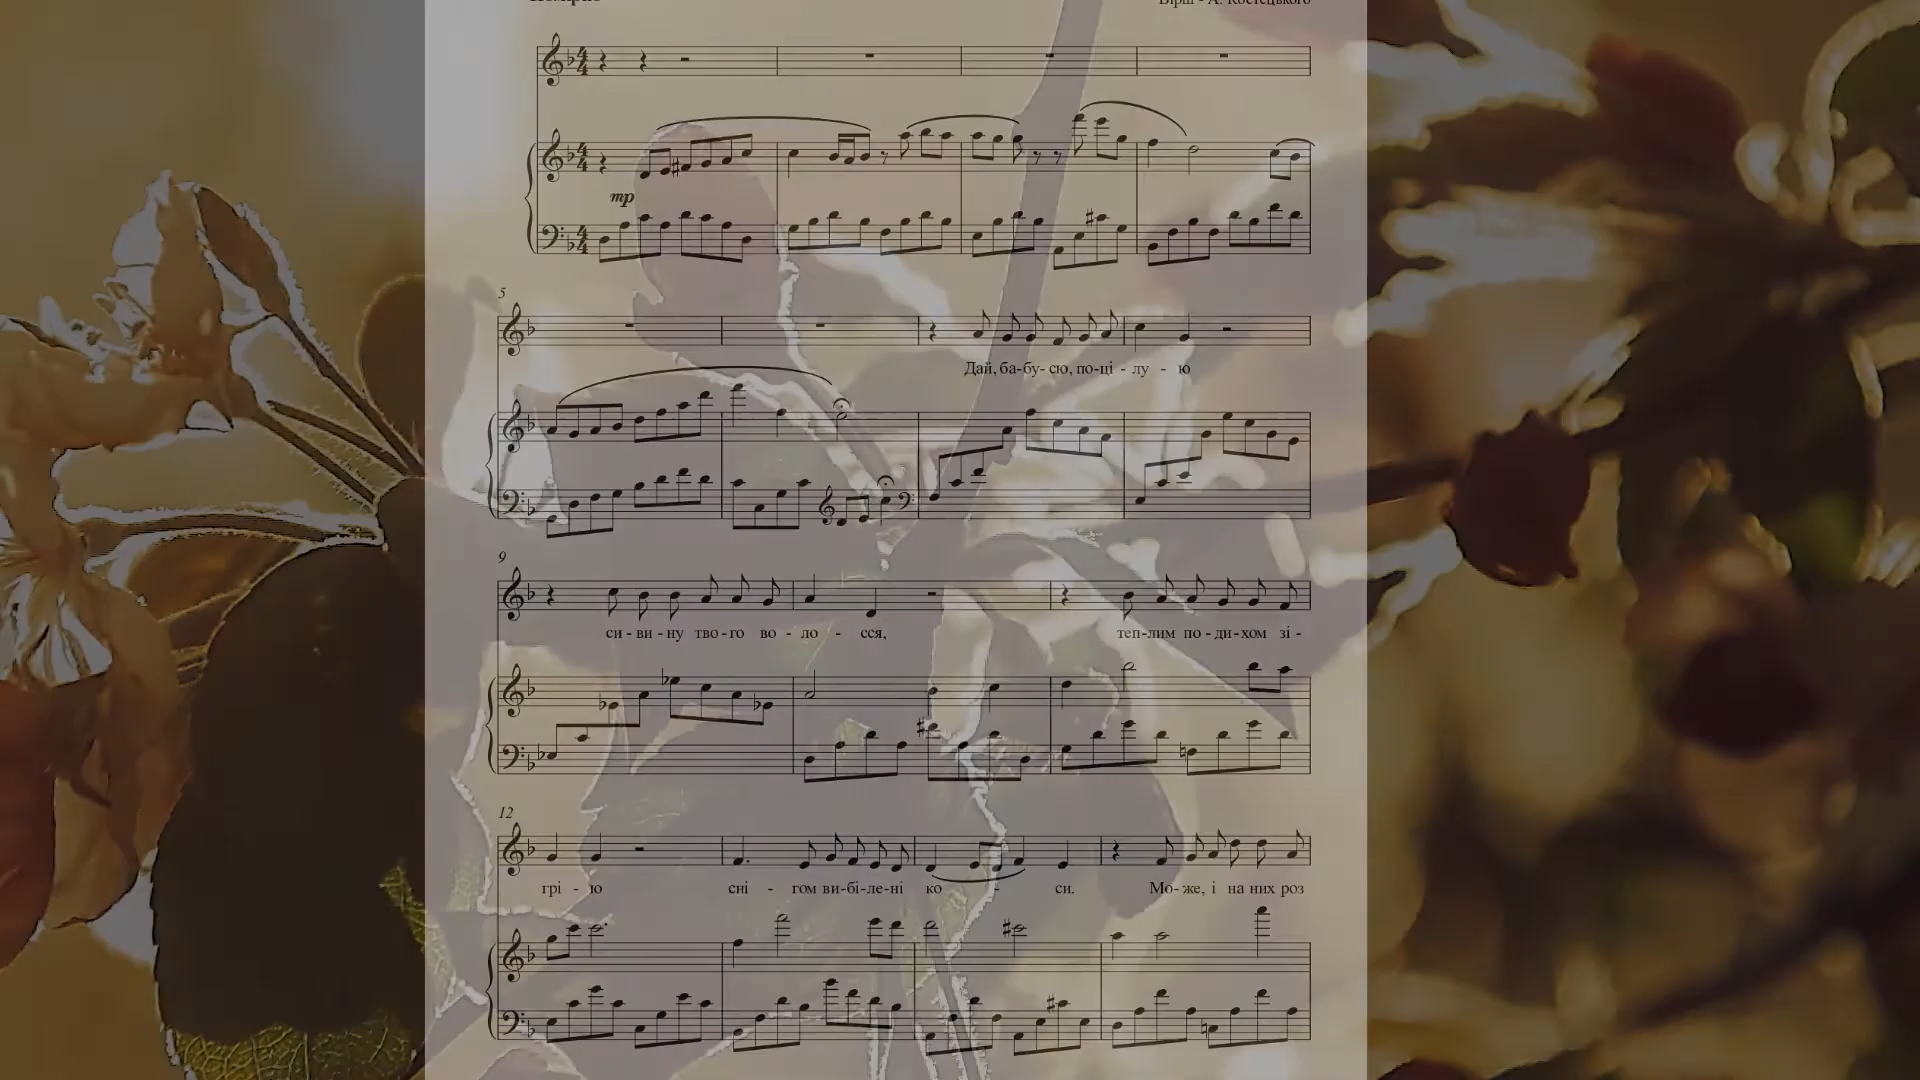 Помірно
Вірш - А. Костецького
mp
5
Дай, ба-бу- сю, по-ці - лу - ю
9
си - ви - ну тво - го во - ло - сся,
теп-лим по - ди-хом зі -
12
грі - ю сні - гом ви-бі-ле-ні ко - си. Мо- же, і на них роз